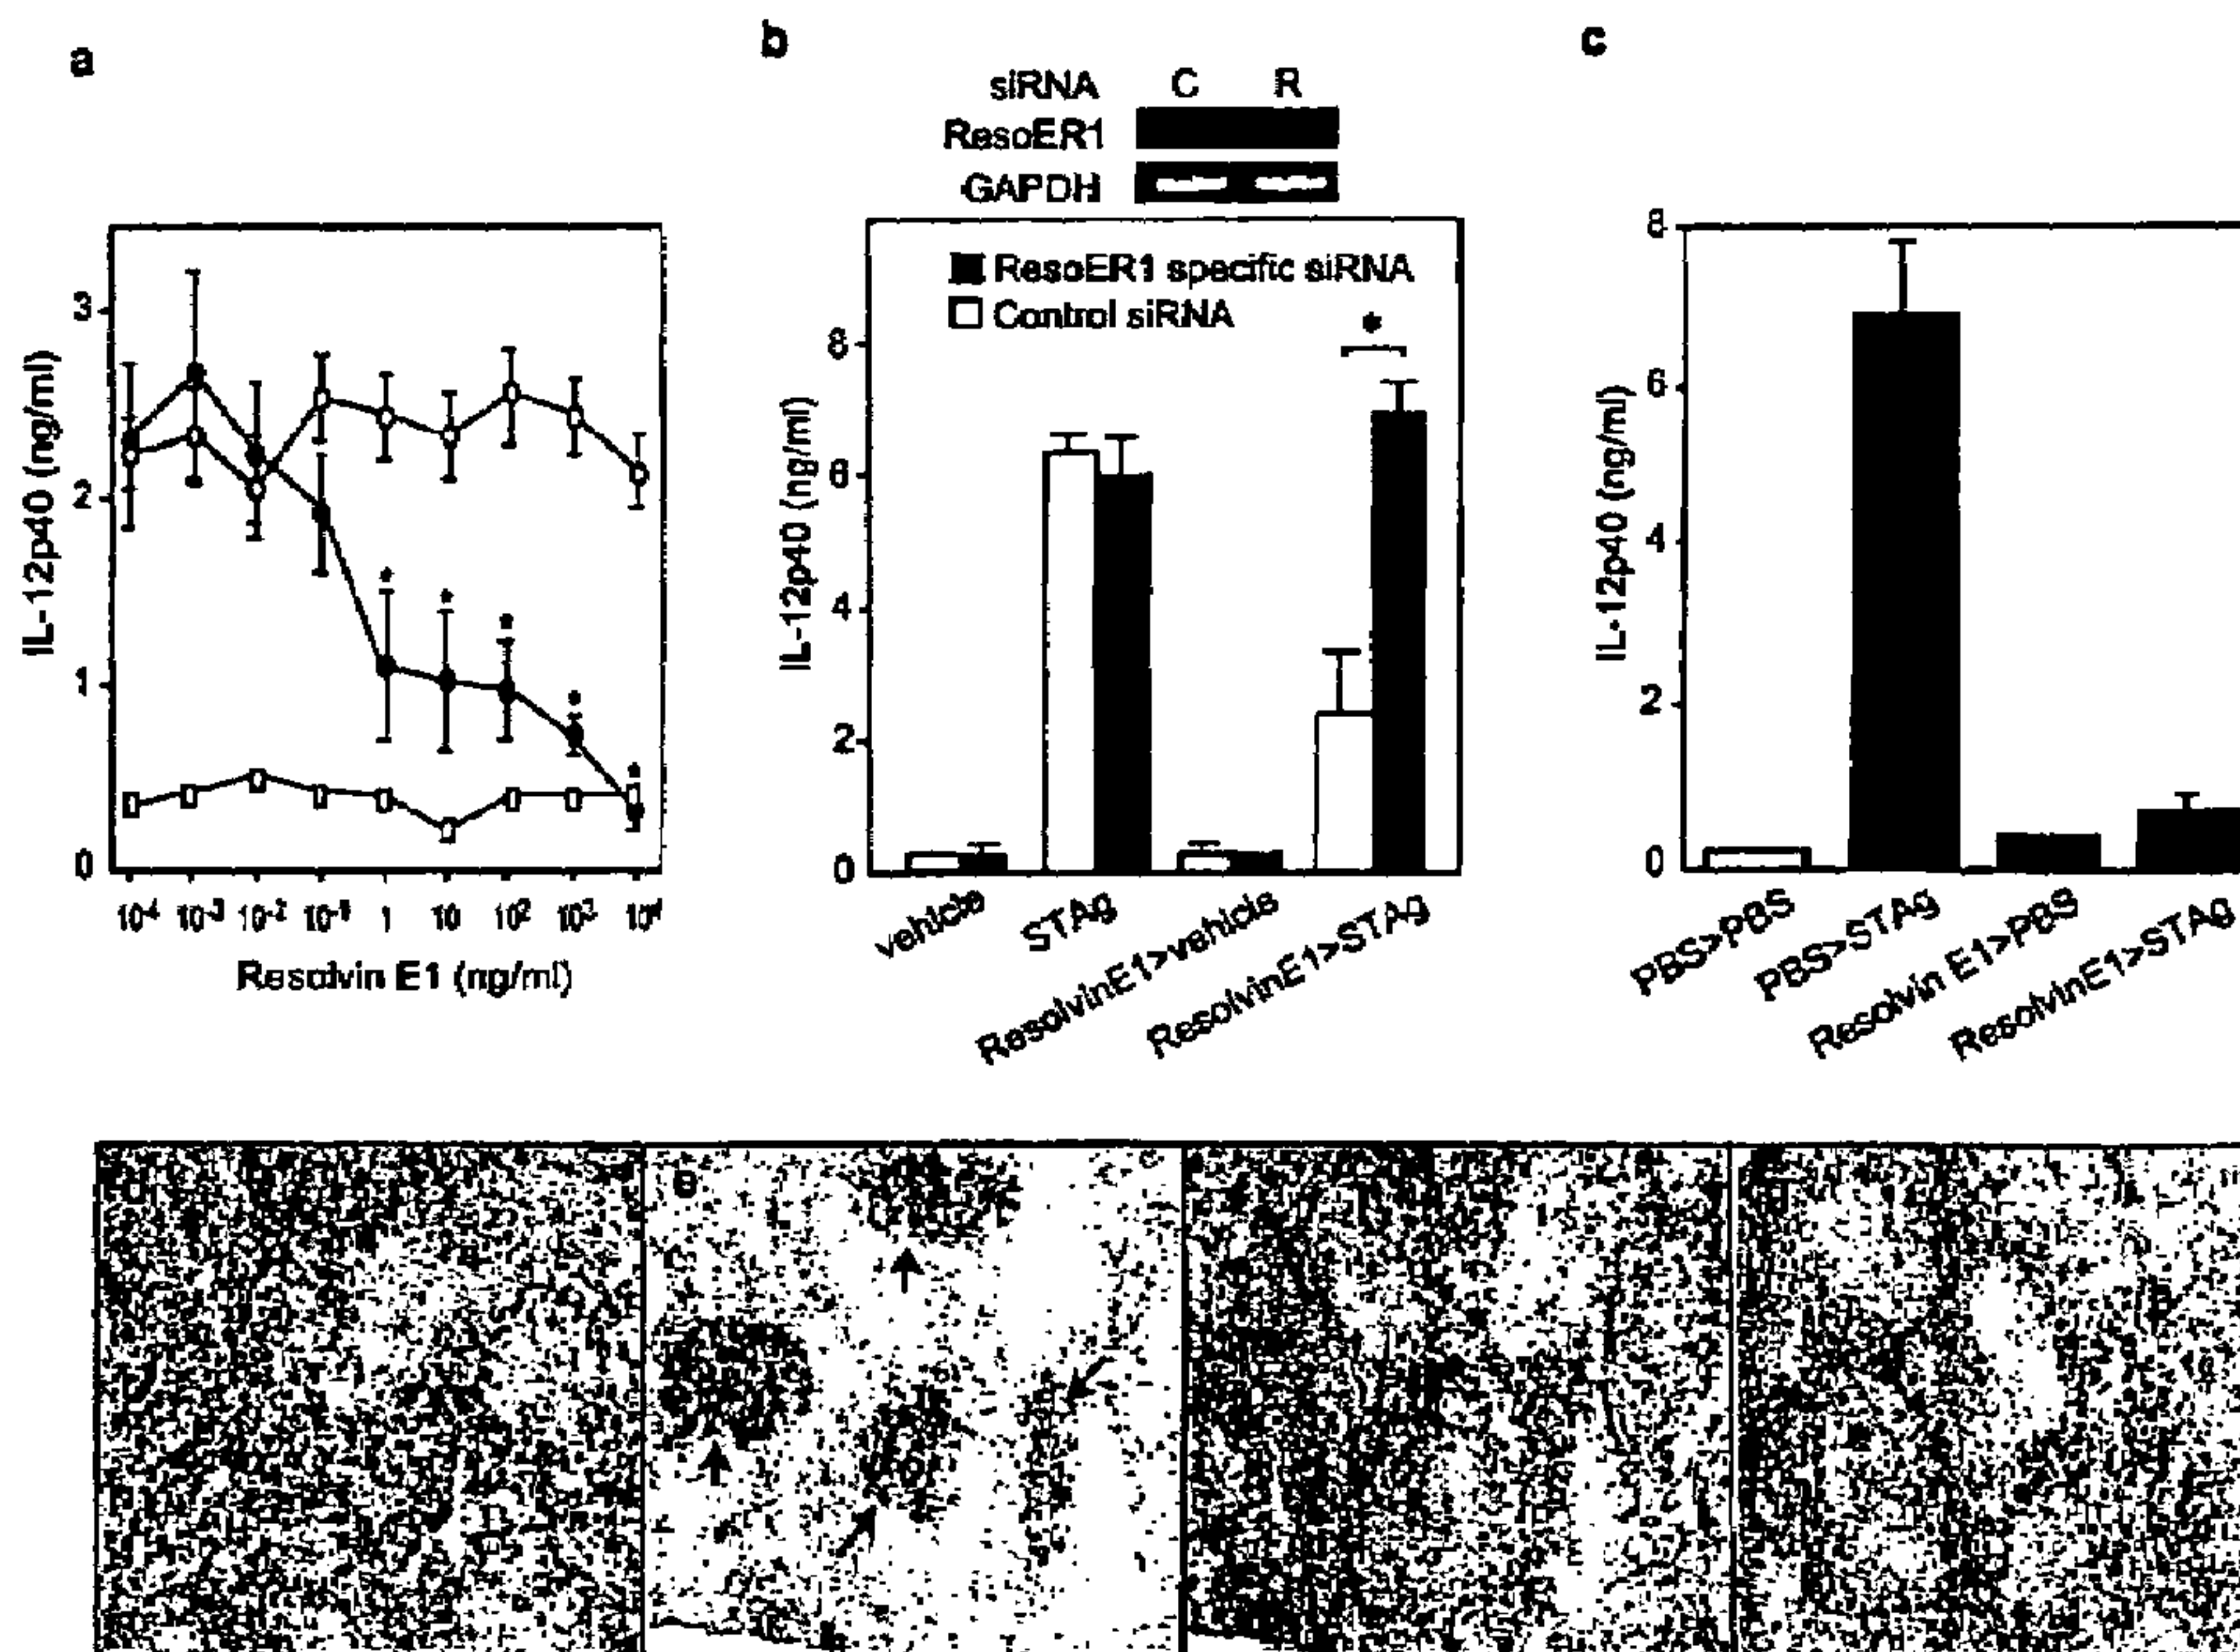 a
IL-12p40 (ng/ml)
3
2
1
0
10-4 10-3 10-2 10-1 1 10 102 103 104
Resolvin E1 (ng/ml)
b
siRNA C R
ResoER1
GAPDH
ResoER1 specific siRNA
Control siRNA
*
IL-12p40 (ng/ml)
8
6
4
2
0
vehicle
STAg
ResolvinE1>vehicle
ResolvinE1>STAg
c
IL-12p40 (ng/ml)
8
6
4
2
0
PBS>PBS
PBS>STAg
Resolvin E1>PBS
ResolvinE1>STAg
e